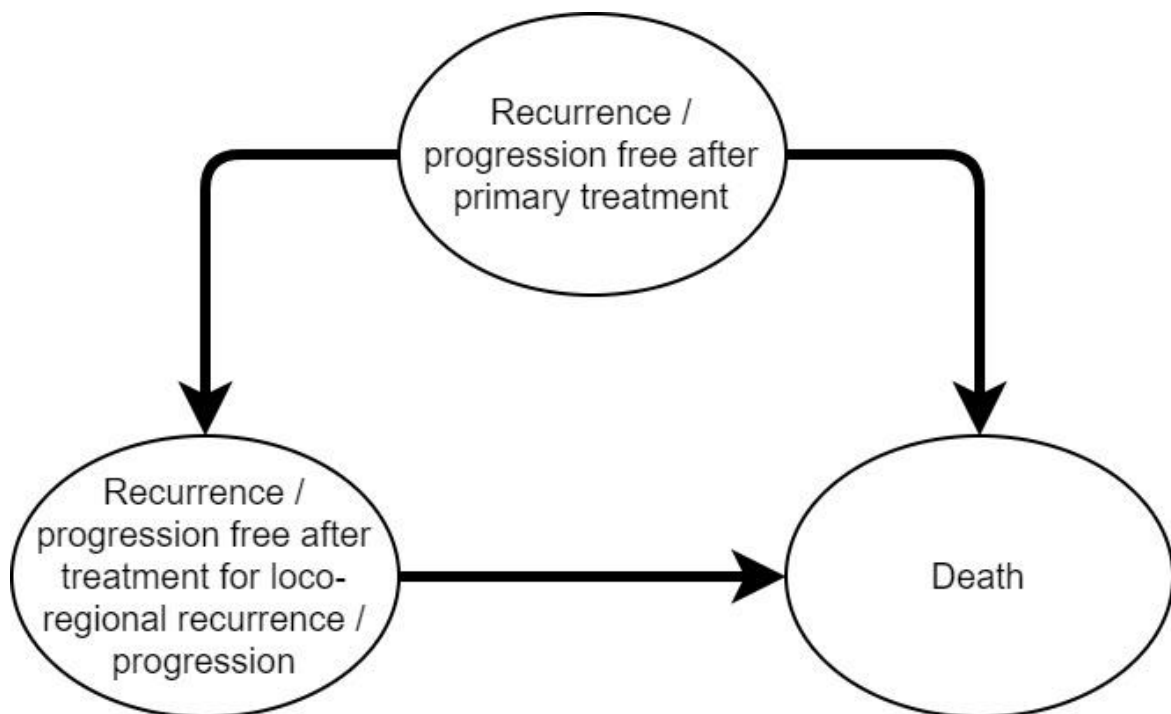 Recurrence /
progression free after
primary treatment
Recurrence /
progression free after
treatment for loco-
regional recurrence /
progression
Death